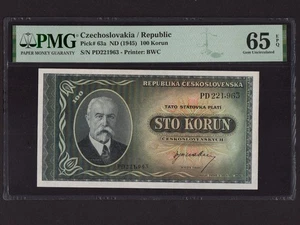 PMG
PAPER MONEY GUARANTY
Czechoslovakia / Republic
Pick# 63a ND (1945) 100 Korun
S/N PD221963 - Printer: BWC
65 EPQ
Gem Uncirculated
REPUBLIKA ČESKOSLOVENSKÁ
PD 221963
TATO STÁTOVKA PLATÍ
STO KORUN
ČESKOSLOVENSKÝCH
PD 221963